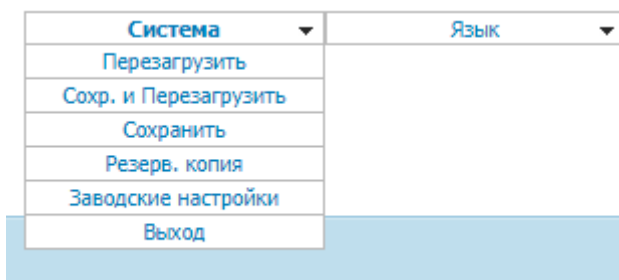 Система Язык
Перезагрузить
Сохр. и Перезагрузить
Сохранить
Резерв. копия
Заводские настройки
Выход